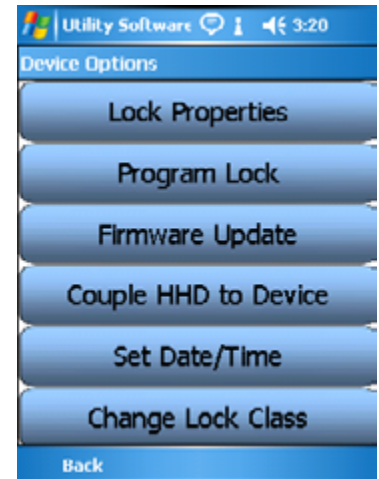 Utility Software 3:20
Device Options
Lock Properties
Program Lock
Firmware Update
Couple HHD to Device
Set Date/Time
Change Lock Class
Back